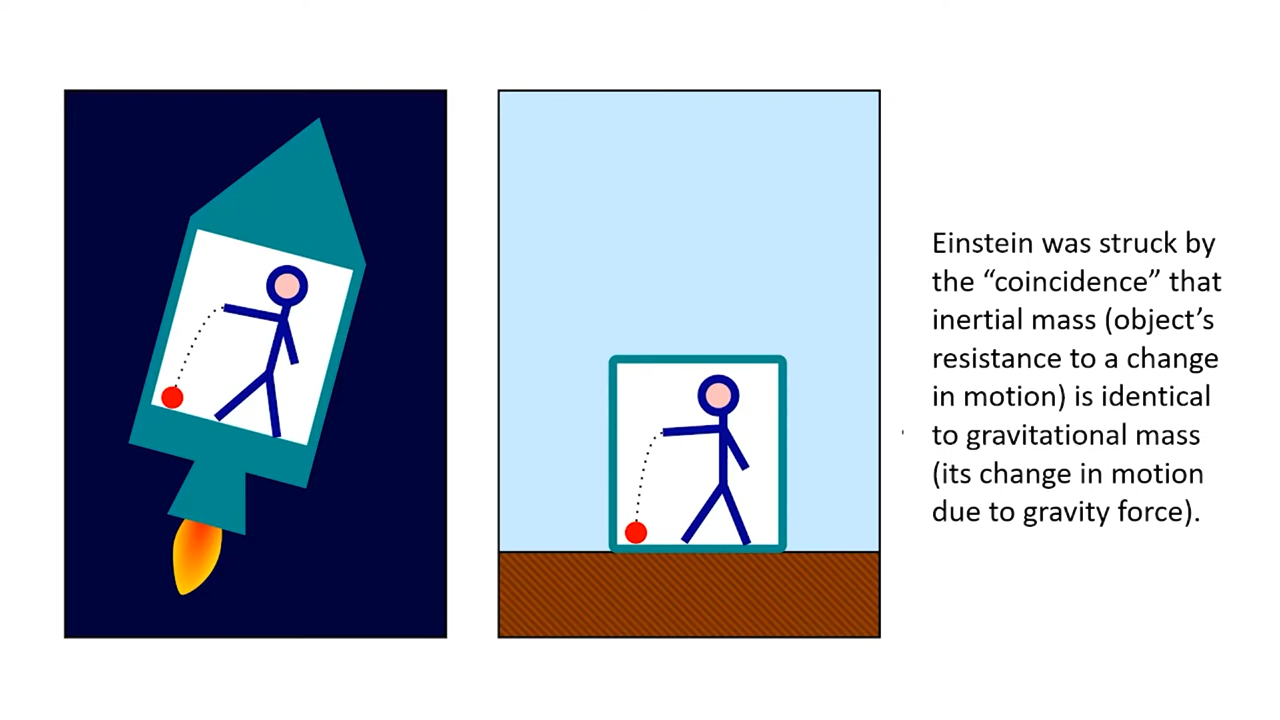 Einstein was struck by
the “coincidence” that
inertial mass (object’s
resistance to a change
in motion) is identical
to gravitational mass
(its change in motion
due to gravity force).